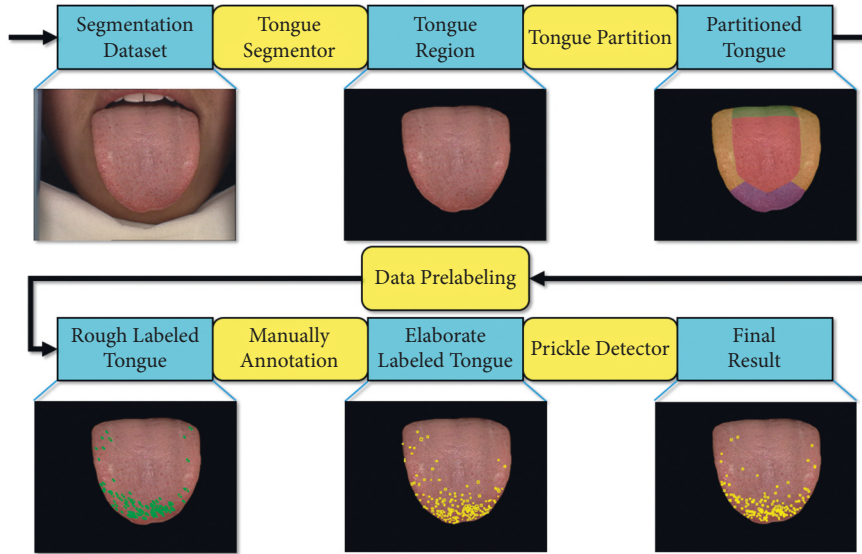 Segmentation
Dataset
Tongue
Segmentor
Tongue
Region
Tongue Partition
Partitioned
Tongue
Data Prelabeling
Rough Labeled
Tongue
Manually
Annotation
Elaborate
Labeled Tongue
Prickle Detector
Final
Result